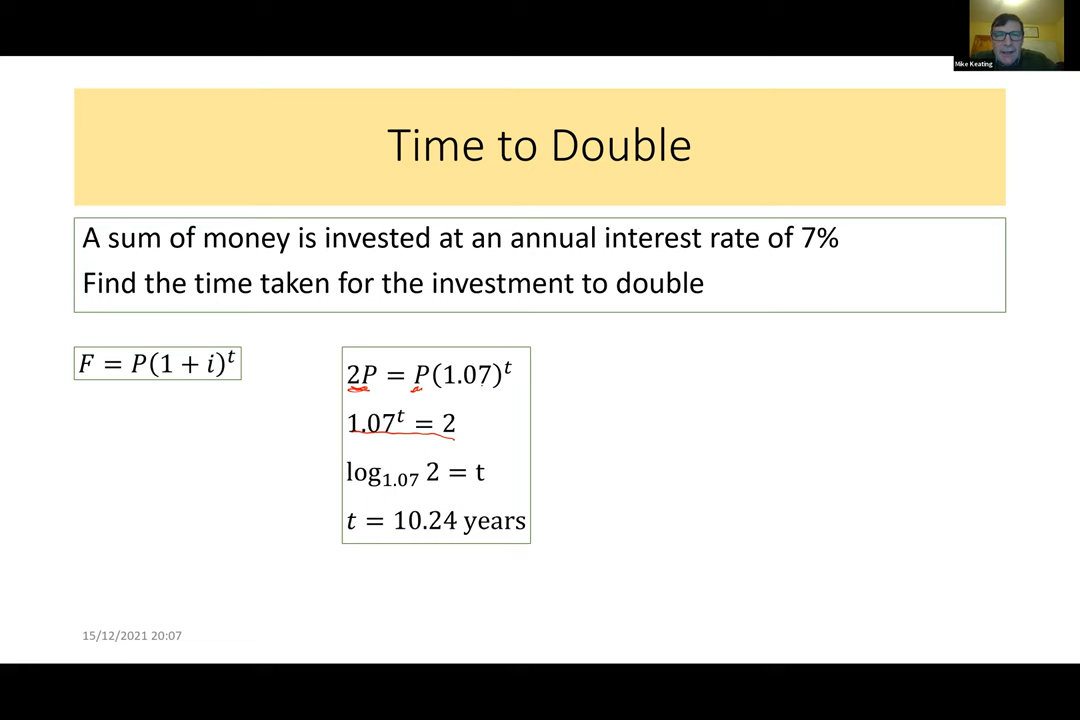 Mike Keating
Time to Double
A sum of money is invested at an annual interest rate of 7%
Find the time taken for the investment to double
F = P(1 + i)^t
2P = P(1.07)^t
1.07^t = 2
log_1.07 2 = t
t = 10.24 years
15/12/2021 20:07